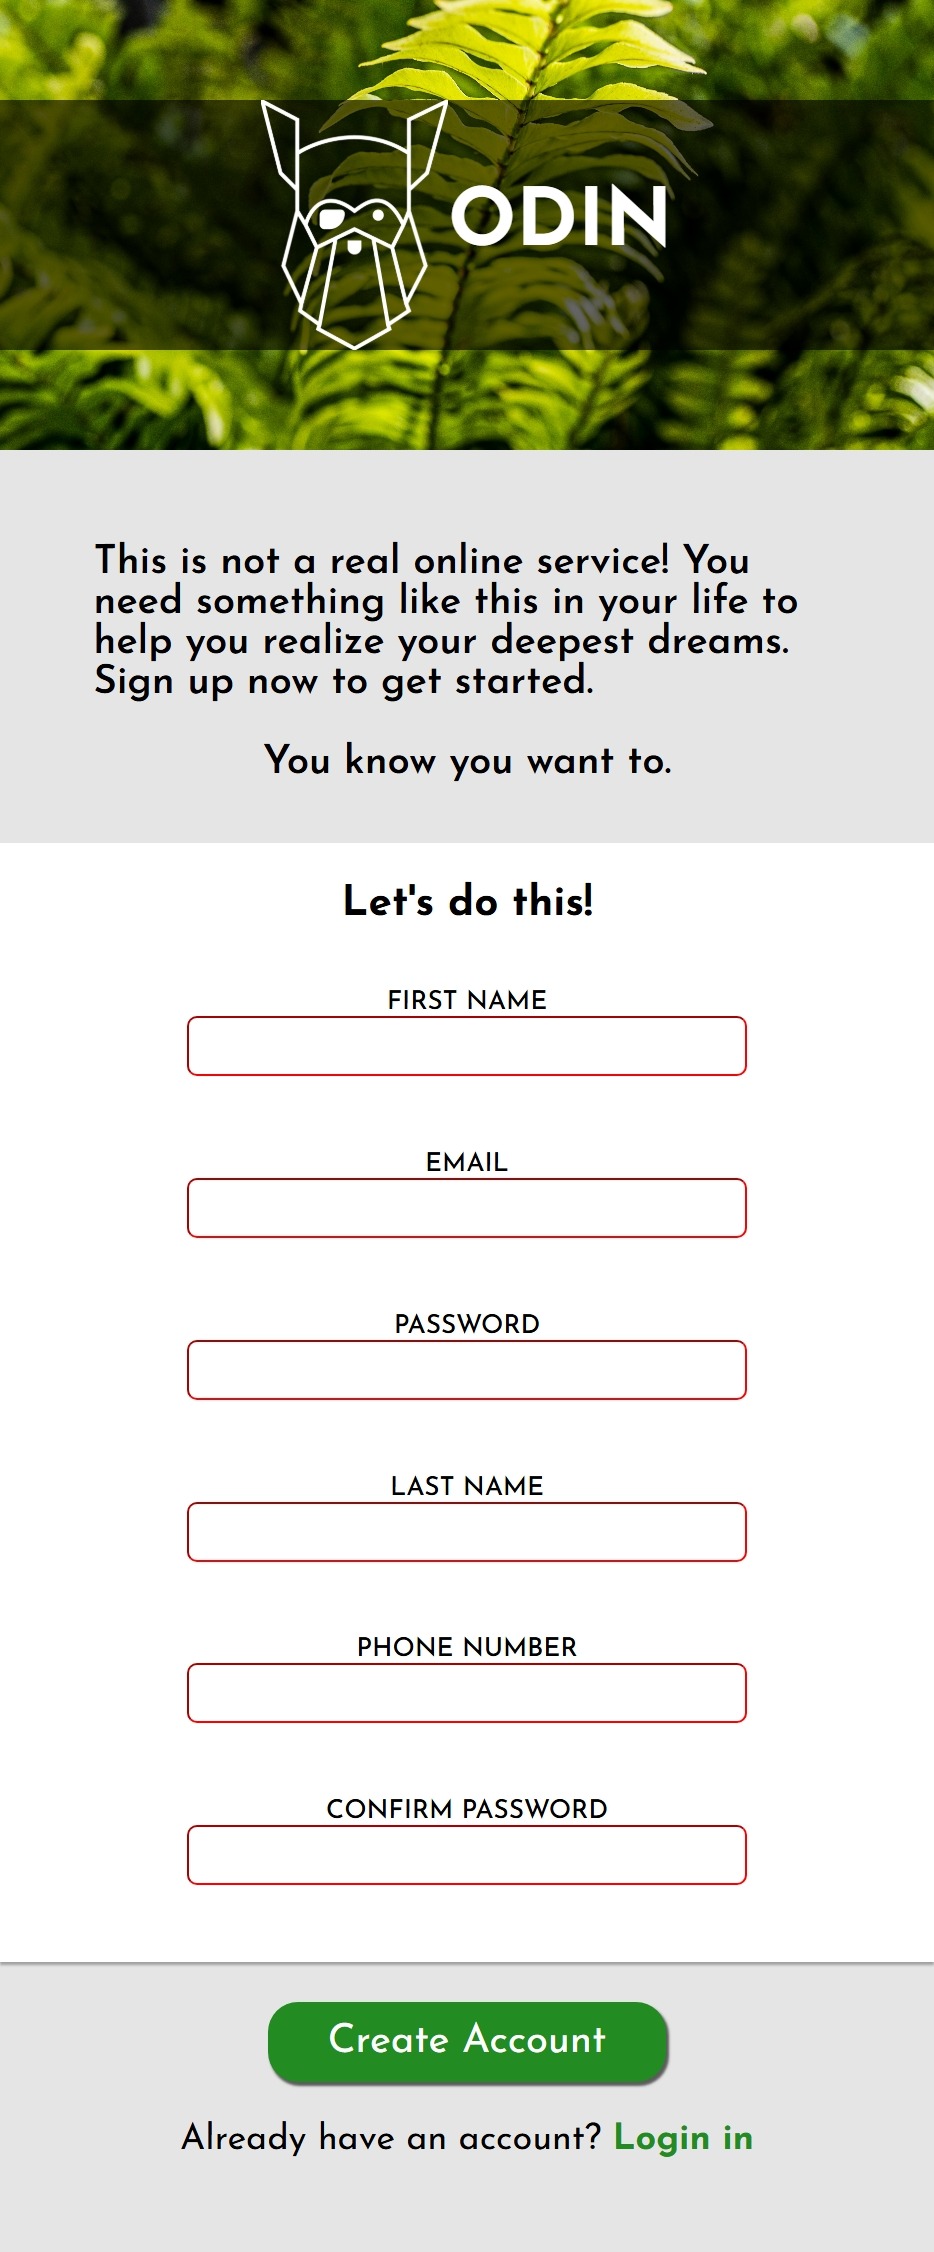 ODIN
This is not a real online service! You
need something like this in your life to
help you realize your deepest dreams.
Sign up now to get started.
You know you want to.
Let's do this!
FIRST NAME
EMAIL
PASSWORD
LAST NAME
PHONE NUMBER
CONFIRM PASSWORD
Create Account
Already have an account? Login in